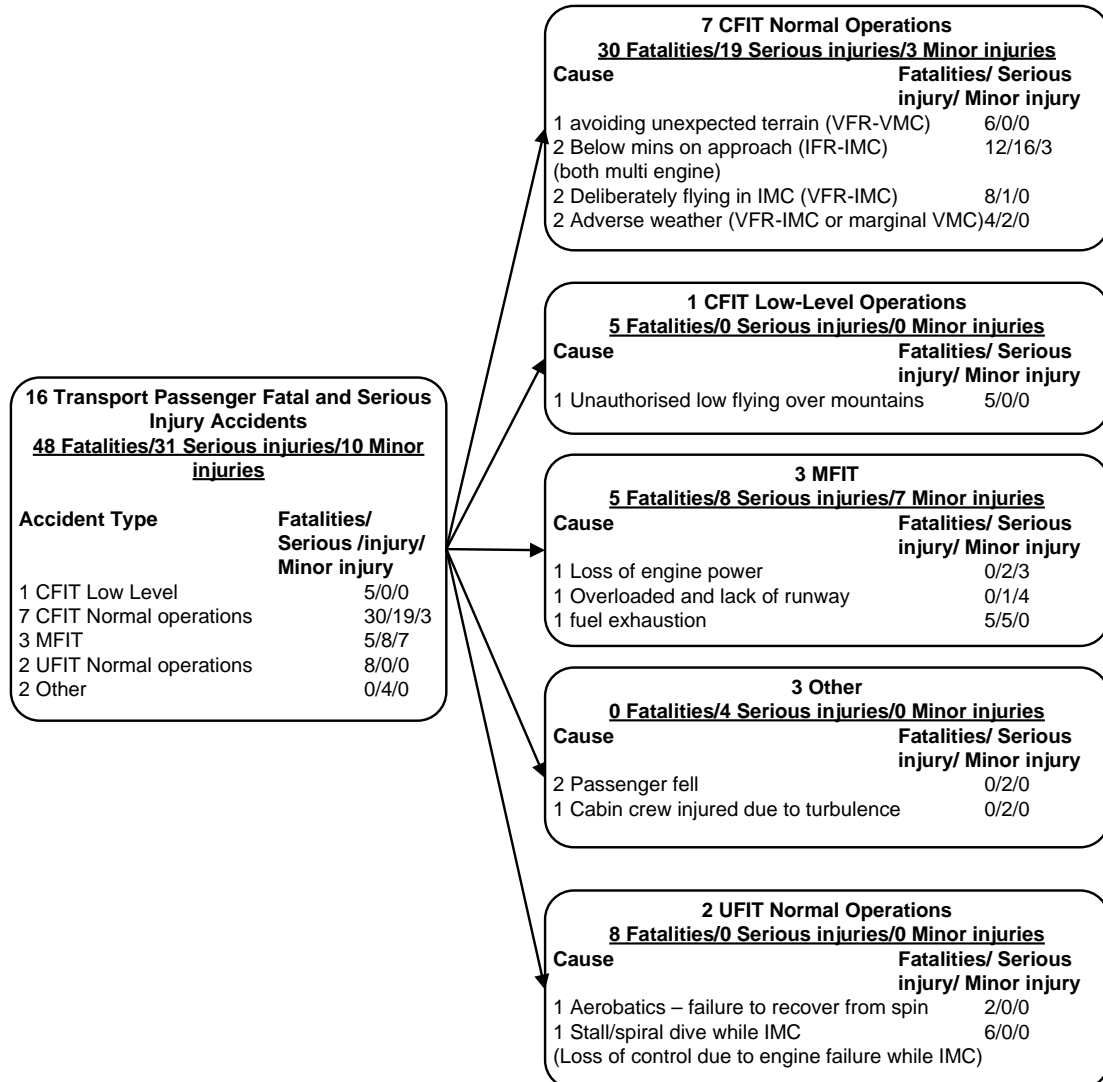 16 Transport Passenger Fatal and Serious
Injury Accidents
48 Fatalities/31 Serious injuries/10 Minor
injuries
Accident Type Fatalities/
Serious /injury/
Minor injury
1 CFIT Low Level 5/0/0
7 CFIT Normal operations 30/19/3
3 MFIT 5/8/7
2 UFIT Normal operations 8/0/0
2 Other 0/4/0
7 CFIT Normal Operations
30 Fatalities/19 Serious injuries/3 Minor injuries
Cause Fatalities/ Serious
injury/ Minor injury
1 avoiding unexpected terrain (VFR-VMC) 6/0/0
2 Below mins on approach (IFR-IMC) 12/16/3
(both multi engine)
2 Deliberately flying in IMC (VFR-IMC) 8/1/0
2 Adverse weather (VFR-IMC or marginal VMC) 4/2/0
1 CFIT Low-Level Operations
5 Fatalities/0 Serious injuries/0 Minor injuries
Cause Fatalities/ Serious
injury/ Minor injury
1 Unauthorised low flying over mountains 5/0/0
3 MFIT
5 Fatalities/8 Serious injuries/7 Minor injuries
Cause Fatalities/ Serious
injury/ Minor injury
1 Loss of engine power 0/2/3
1 Overloaded and lack of runway 0/1/4
1 fuel exhaustion 5/5/0
3 Other
0 Fatalities/4 Serious injuries/0 Minor injuries
Cause Fatalities/ Serious
injury/ Minor injury
2 Passenger fell 0/2/0
1 Cabin crew injured due to turbulence 0/2/0
2 UFIT Normal Operations
8 Fatalities/0 Serious injuries/0 Minor injuries
Cause Fatalities/ Serious
injury/ Minor injury
1 Aerobatics – failure to recover from spin 2/0/0
1 Stall/spiral dive while IMC 6/0/0
(Loss of control due to engine failure while IMC)